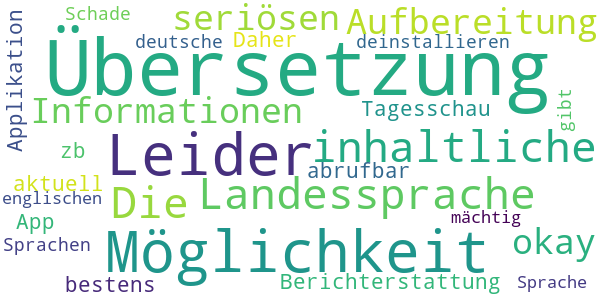 Schade
seriösen
Aufbereitung
Applikation
deutsche
Daher
deinstallieren
Übersetzung
Informationen
Tagesschau
gibt
Leider
inhaltliche
zb
abrufbar
aktuell
englischen
Die
Landessprache
App
mächtig
Sprachen
Möglichkeit
okay
bestens
Berichterstattung
Sprache